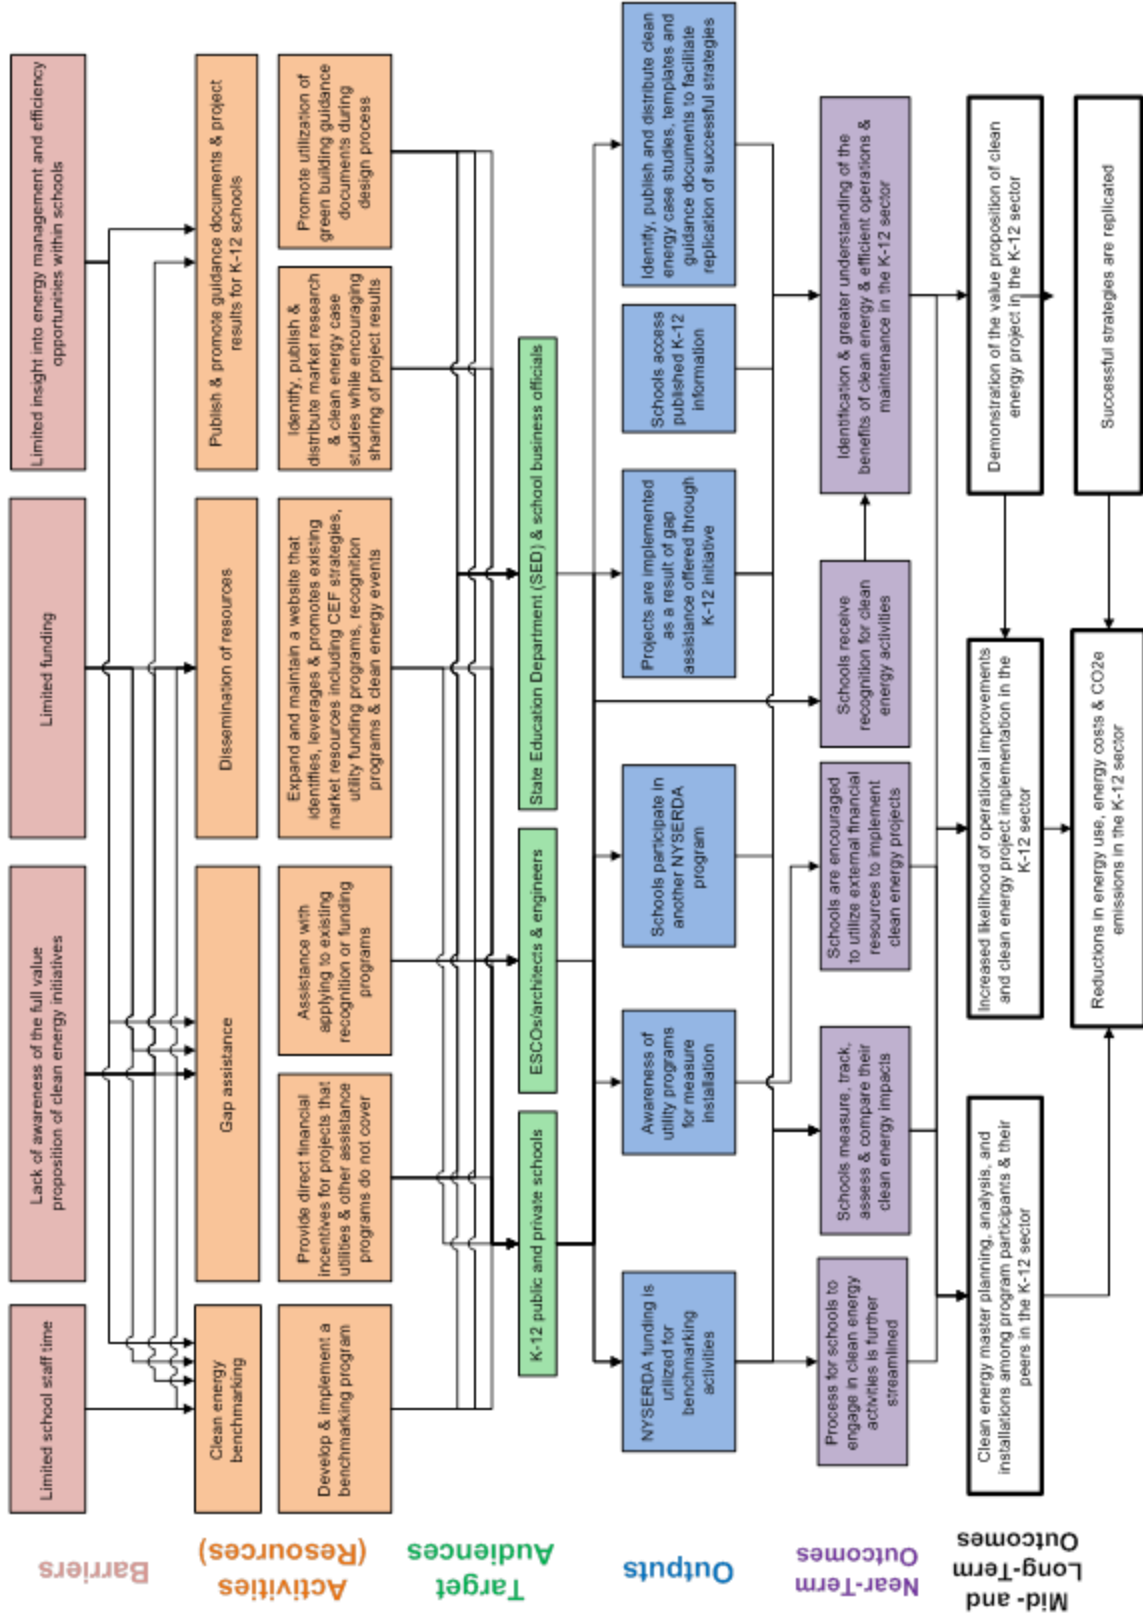 Barriers
Limited school staff time
Lack of awareness of the full value
proposition of clean energy initiatives
Limited funding
Limited insight into energy management and efficiency
opportunities within schools
Activities
(Resources)
Clean energy
benchmarking
Gap assistance
Dissemination of resources
Publish & promote guidance documents & project
results for K-12 schools
Develop & implement a
benchmarking program
Provide direct financial
incentives for projects that
utilities & other assistance
programs do not cover
Assistance with
applying to existing
recognition or funding
programs
Expand and maintain a website that
identifies, leverages & promotes existing
market resources including CEF strategies,
utility funding programs, recognition
programs & clean energy events
Identify, publish &
distribute market research
& clean energy case
studies while encouraging
sharing of project results
Promote utilization of
green building guidance
documents during
design process
Target
Audiences
K-12 public and private schools
ESCOs/architects & engineers
State Education Department (SED) & school business officials
Outputs
NYSERDA funding is
utilized for
benchmarking
activities
Awareness of
utility programs
for measure
installation
Schools participate in
another NYSERDA
program
Projects are implemented
as a result of gap
assistance offered through
K-12 initiative
Schools access
published K-12
information
Identify, publish and distribute clean
energy case studies, templates and
guidance documents to facilitate
replication of successful strategies
Near-Term
Outcomes
Process for schools to
engage in clean energy
activities is further
streamlined
Schools measure, track,
assess & compare their
clean energy impacts
Schools are encouraged
to utilize external financial
resources to implement
clean energy projects
Schools receive
recognition for clean
energy activities
Identification & greater understanding of the
benefits of clean energy & efficient operations &
maintenance in the K-12 sector
Mid- and
Long-Term
Outcomes
Clean energy master planning, analysis, and
installations among program participants & their
peers in the K-12 sector
Increased likelihood of operational improvements
and clean energy project implementation in the
K-12 sector
Demonstration of the value proposition of clean
energy project in the K-12 sector
Reductions in energy use, energy costs & CO2e
emissions in the K-12 sector
Successful strategies are replicated